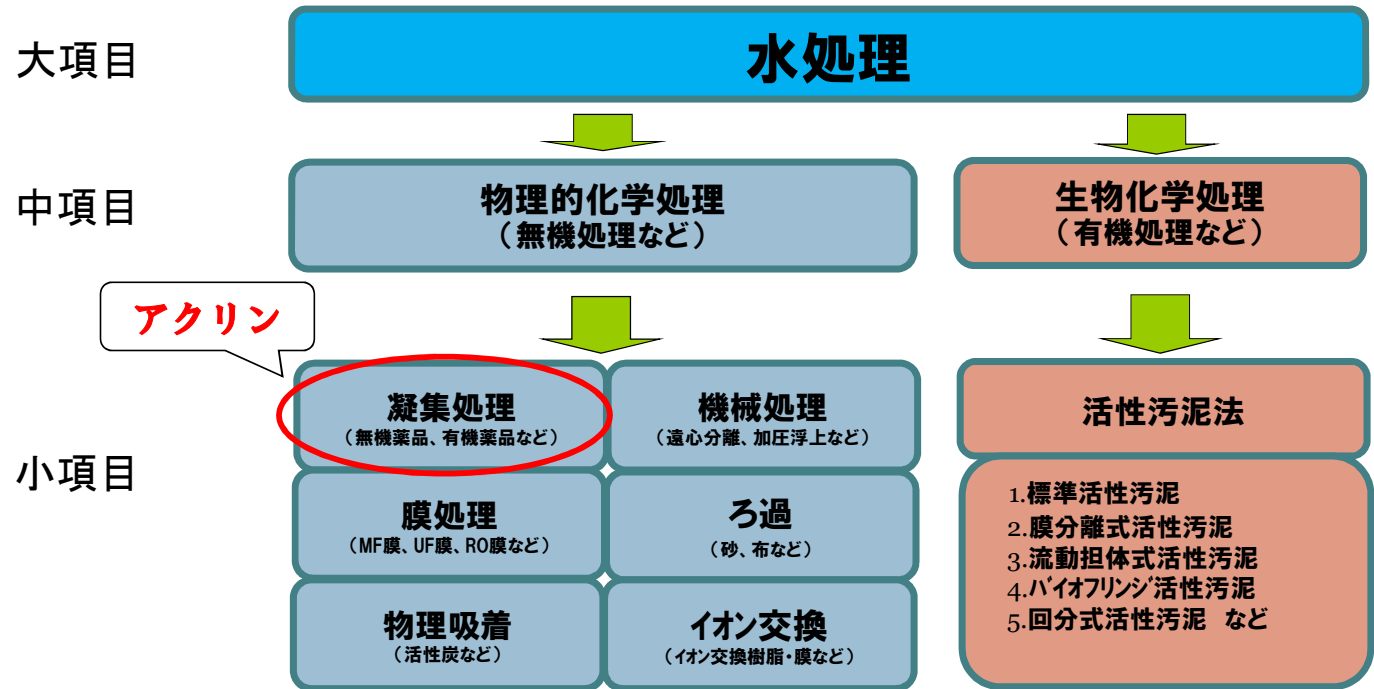 大項目
水処理
中項目
物理的化学処理
（無機処理など）
生物化学処理
（有機処理など）
アクリン
小項目
凝集処理
（無機薬品、有機薬品など）
機械処理
（遠心分離、加圧浮上など）
膜処理
（MF膜、UF膜、RO膜など）
ろ過
（砂、布など）
物理吸着
（活性炭など）
イオン交換
（イオン交換樹脂・膜など）
活性汚泥法
1.標準活性汚泥
2.膜分離式活性汚泥
3.流動担体式活性汚泥
4.バイオフリンジ活性汚泥
5.回分式活性汚泥 など